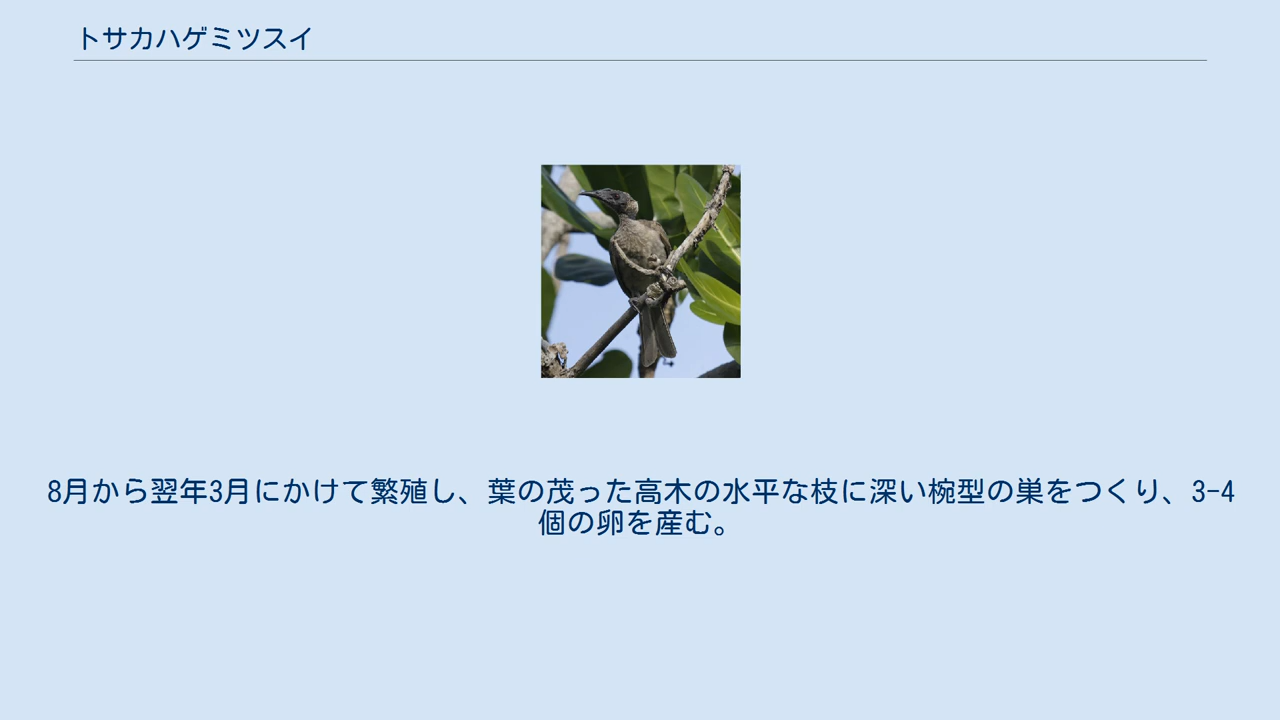 トサカハゲミツスイ
8月から翌年3月にかけて繁殖し、葉の茂った高木の水平な枝に深い椀型の巣をつくり、3-4
個の卵を産む。